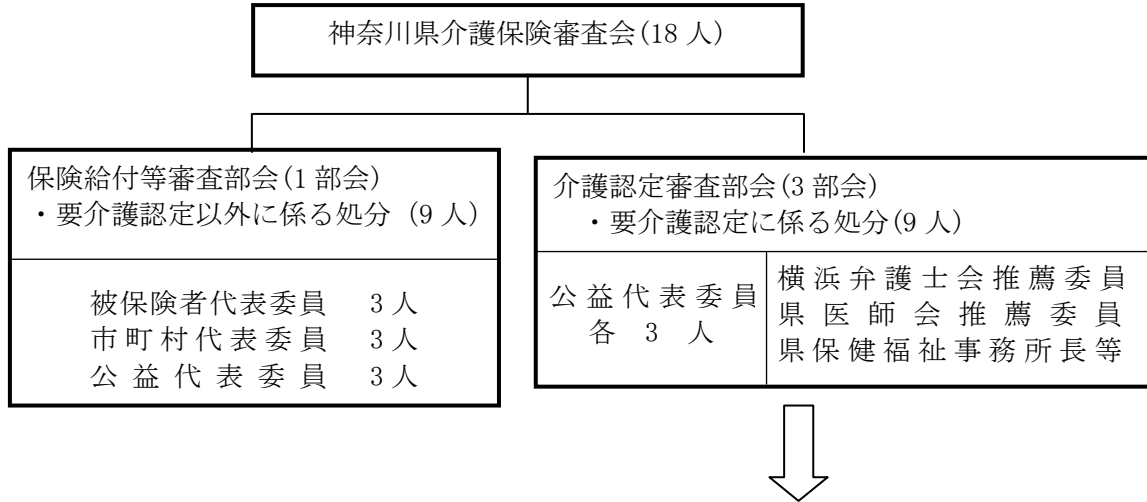 神奈川県介護保険審査会(18 人)
保険給付等審査部会(1 部会)
・要介護認定以外に係る処分 (9 人)
被保険者代表委員 3 人
市町村代表委員 3 人
公益代表委員 3 人
介護認定審査部会(3 部会)
・要介護認定に係る処分(9 人)
公益代表委員
各 3 人
横浜弁護士会推薦委員
県医師会推薦委員
県保健福祉事務所長等